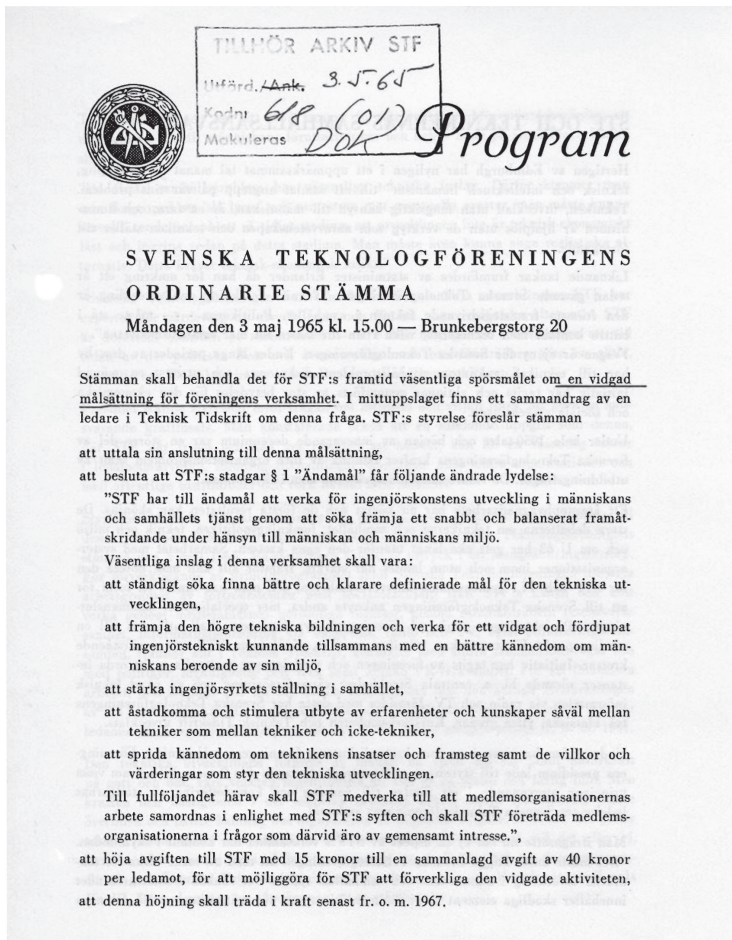 TILLHÖR ARKIV STF
Utförd./Ank. 3.5.65
Kodnr 618 (01)
Makuleras DOK
Program
SVENSKA TEKNOLOGFÖRENINGENS
ORDINARIE STÄMMA
Måndagen den 3 maj 1965 kl. 15.00 — Brunkebergstorg 20
Stämman skall behandla det för STF:s framtid väsentliga spörsmålet om en vidgad
målsättning för föreningens verksamhet. I mittuppslaget finns ett sammandrag av en
ledare i Teknisk Tidskrift om denna fråga. STF:s styrelse föreslår stämman
att uttala sin anslutning till denna målsättning,
att besluta att STF:s stadgar § 1 ”Ändamål” får följande ändrade lydelse:
”STF har till ändamål att verka för ingenjörskonstens utveckling i människans
och samhällets tjänst genom att söka främja ett snabbt och balanserat framåt-
skridande under hänsyn till människan och människans miljö.
Väsentliga inslag i denna verksamhet skall vara:
att ständigt söka finna bättre och klarare definierade mål för den tekniska ut-
vecklingen,
att främja den högre tekniska bildningen och verka för ett vidgat och fördjupat
ingenjörstekniskt kunnande tillsammans med en bättre kännedom om män-
niskans beroende av sin miljö,
att stärka ingenjörsyrkets ställning i samhället,
att åstadkomma och stimulera utbyte av erfarenheter och kunskaper såväl mellan
tekniker som mellan tekniker och icke-tekniker,
att sprida kännedom om teknikens insatser och framsteg samt de villkor och
värderingar som styr den tekniska utvecklingen.
Till fullföljandet härav skall STF medverka till att medlemsorganisationernas
arbete samordnas i enlighet med STF:s syften och skall STF företräda medlems-
organisationerna i frågor som därvid äro av gemensamt intresse.”,
att höja avgiften till STF med 15 kronor till en sammanlagd avgift av 40 kronor
per ledamot, för att möjliggöra för STF att förverkliga den vidgade aktiviteten,
att denna höjning skall träda i kraft senast fr. o. m. 1967.